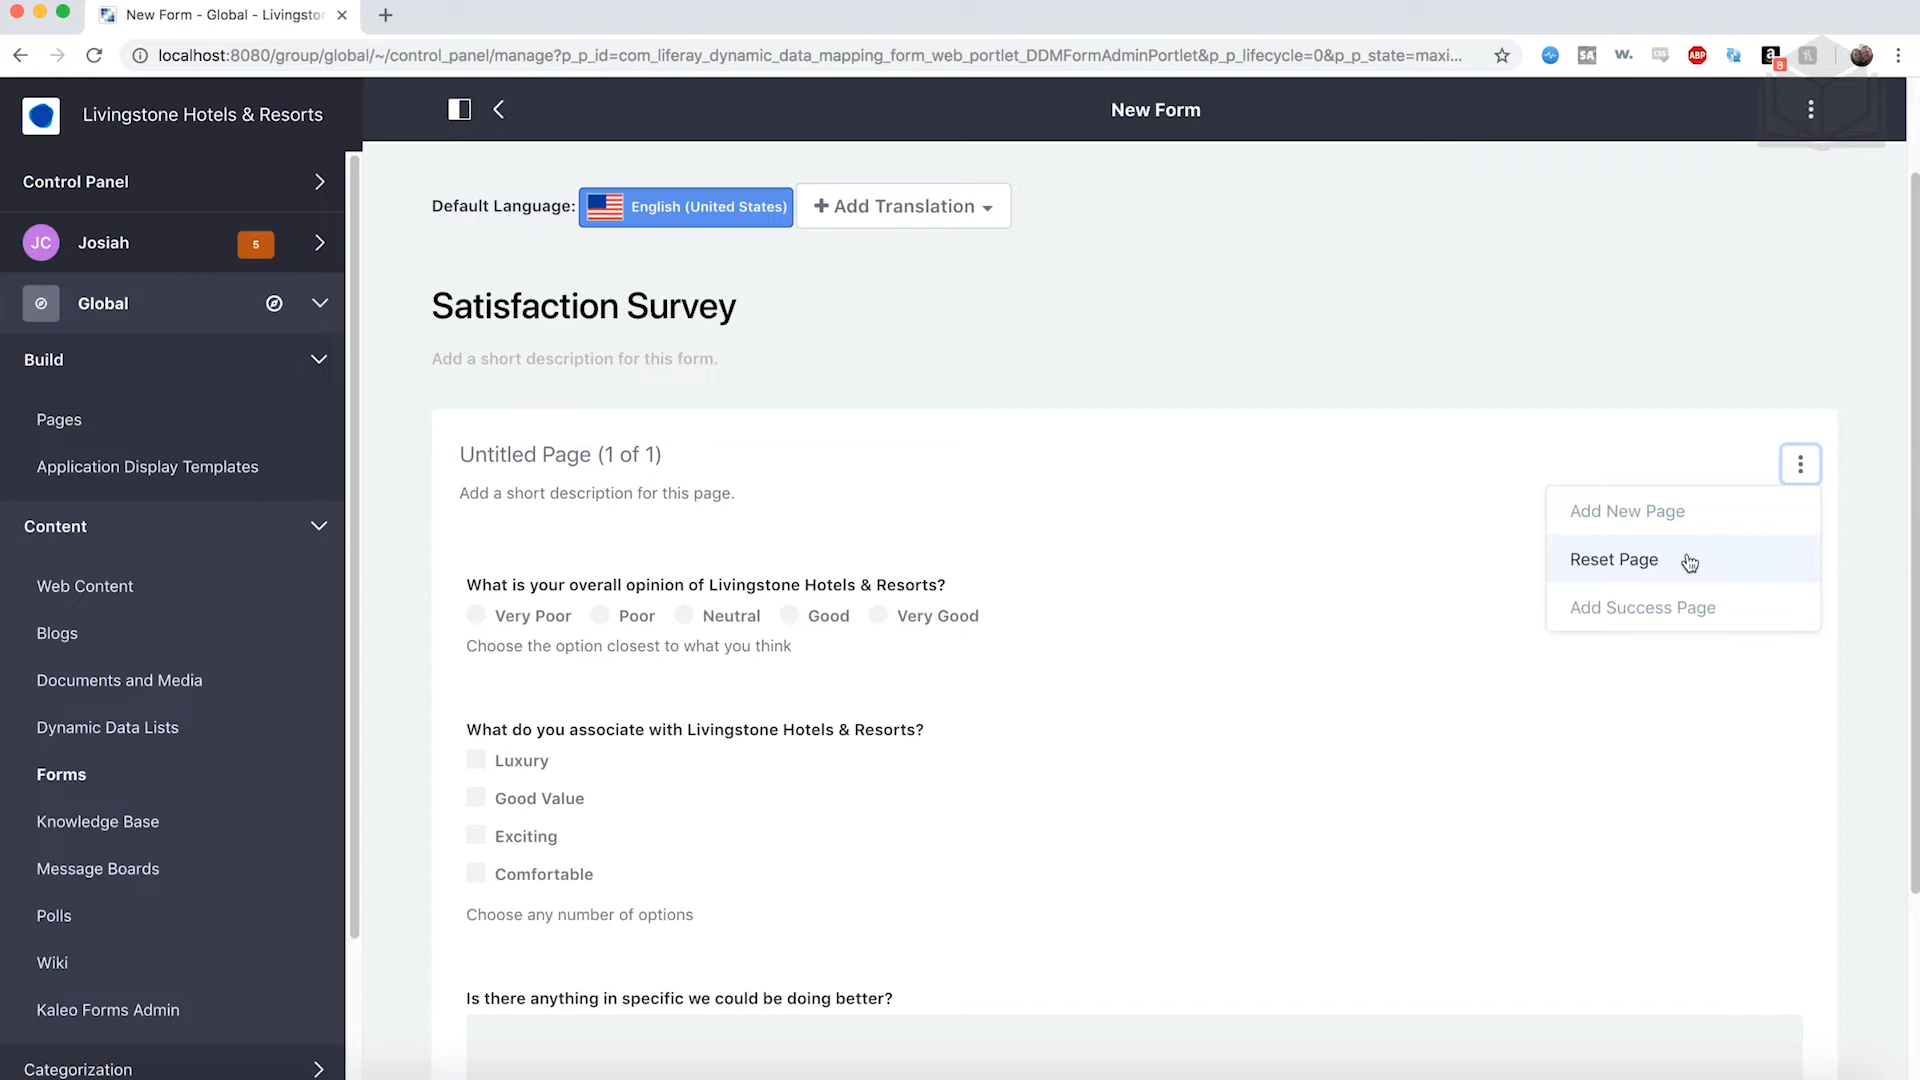 New Form - Global - Livingston
localhost:8080/group/global/~/control_panel/manage?p_p_id=com_liferay_dynamic_data_mapping_form_web_portlet_DDMFormAdminPortlet&p_p_lifecycle=0&p_p_state=maxi...
SA
W.
CSS
ABP
a
8
Livingstone Hotels & Resorts
New Form
Control Panel
Default Language:
English (United States)
Add Translation
JC
Josiah
5
Global
Satisfaction Survey
Add a short description for this form.
Build
Pages
Application Display Templates
Untitled Page (1 of 1)
Add a short description for this page.
Add New Page
Reset Page
Add Success Page
Content
Web Content
Blogs
Documents and Media
Dynamic Data Lists
Forms
Knowledge Base
Message Boards
Polls
Wiki
Kaleo Forms Admin
Categorization
What is your overall opinion of Livingstone Hotels & Resorts?
Very Poor Poor Neutral Good Very Good
Choose the option closest to what you think
What do you associate with Livingstone Hotels & Resorts?
Luxury
Good Value
Exciting
Comfortable
Choose any number of options
Is there anything in specific we could be doing better?